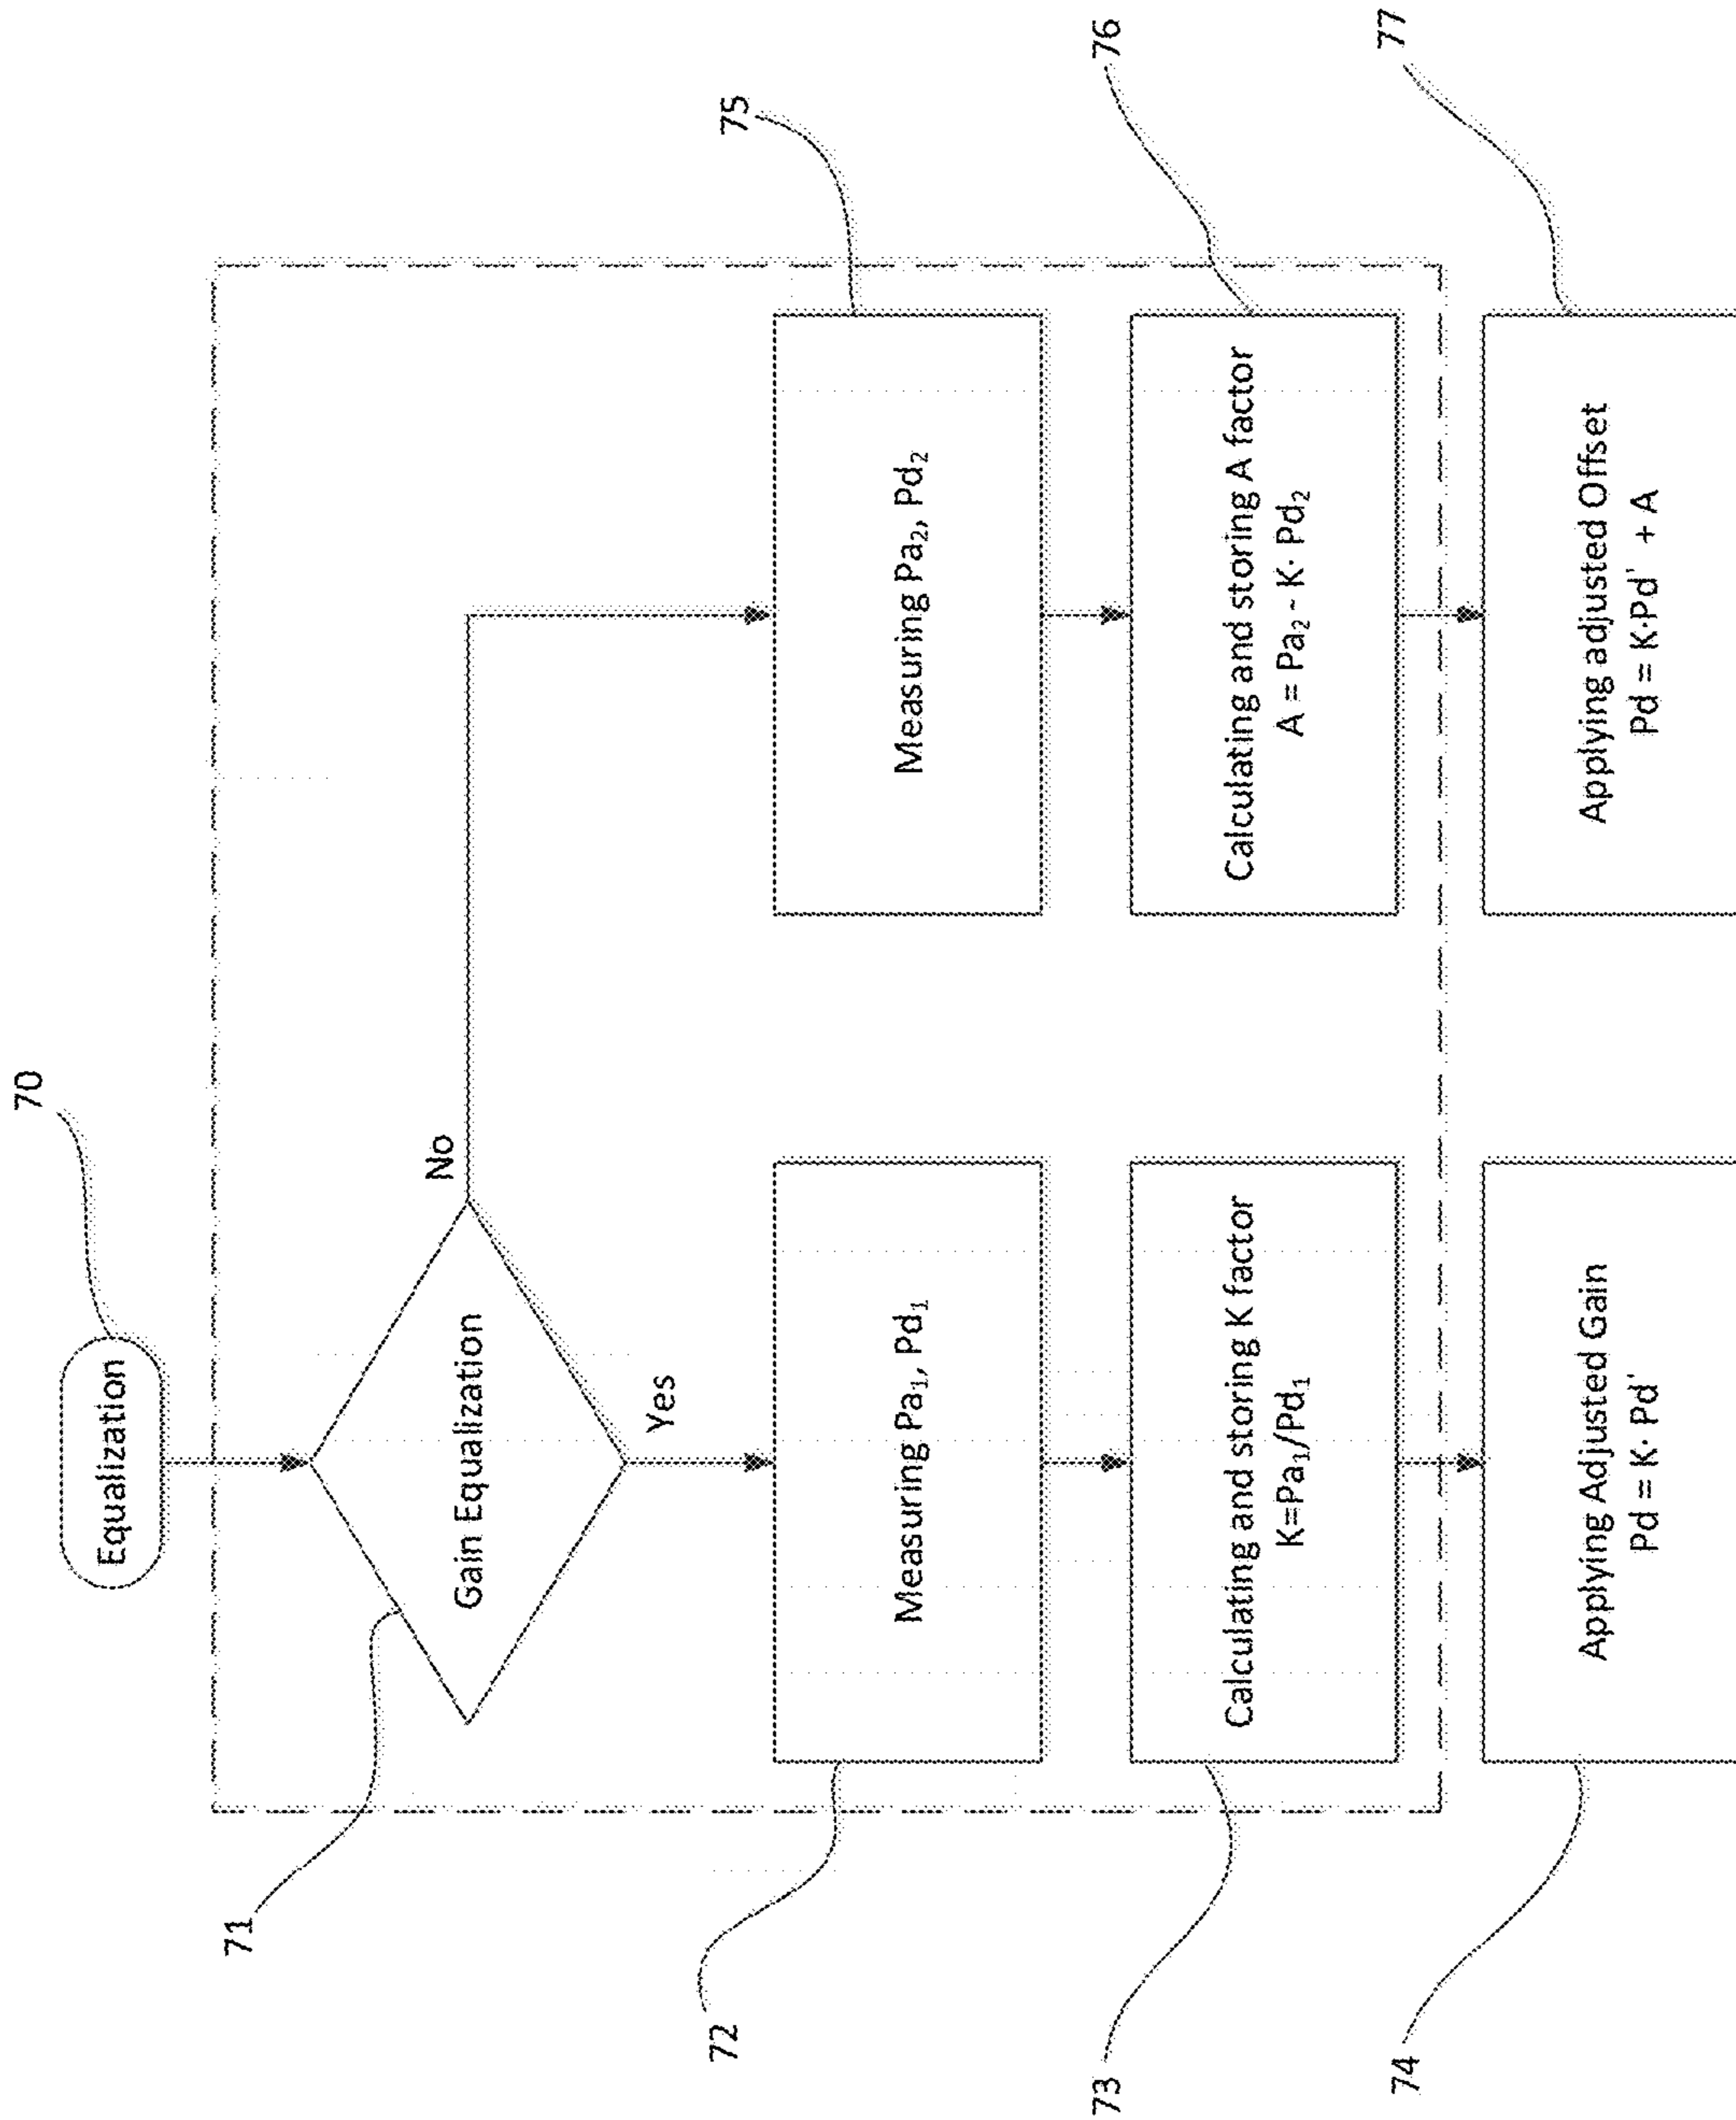 70
Equalization
71
Gain Equalization
No
Yes
72
Measuring Pa₁, Pd₁
75
Measuring Pa₂, Pd₂
73
Calculating and storing K factor
K=Pa₁/Pd₁
76
Calculating and storing A factor
A = Pa₂ - K· Pd₂
74
Applying Adjusted Gain
Pd = K· Pd'
77
Applying adjusted Offset
Pd = K·Pd' + A